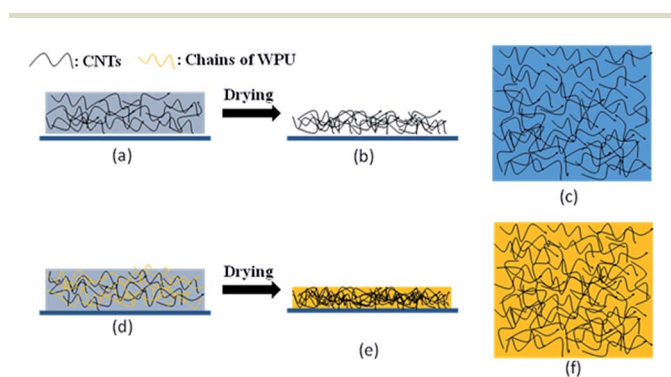 : CNTs : Chains of WPU
Drying
(a)
(b)
(c)
Drying
(d)
(e)
(f)